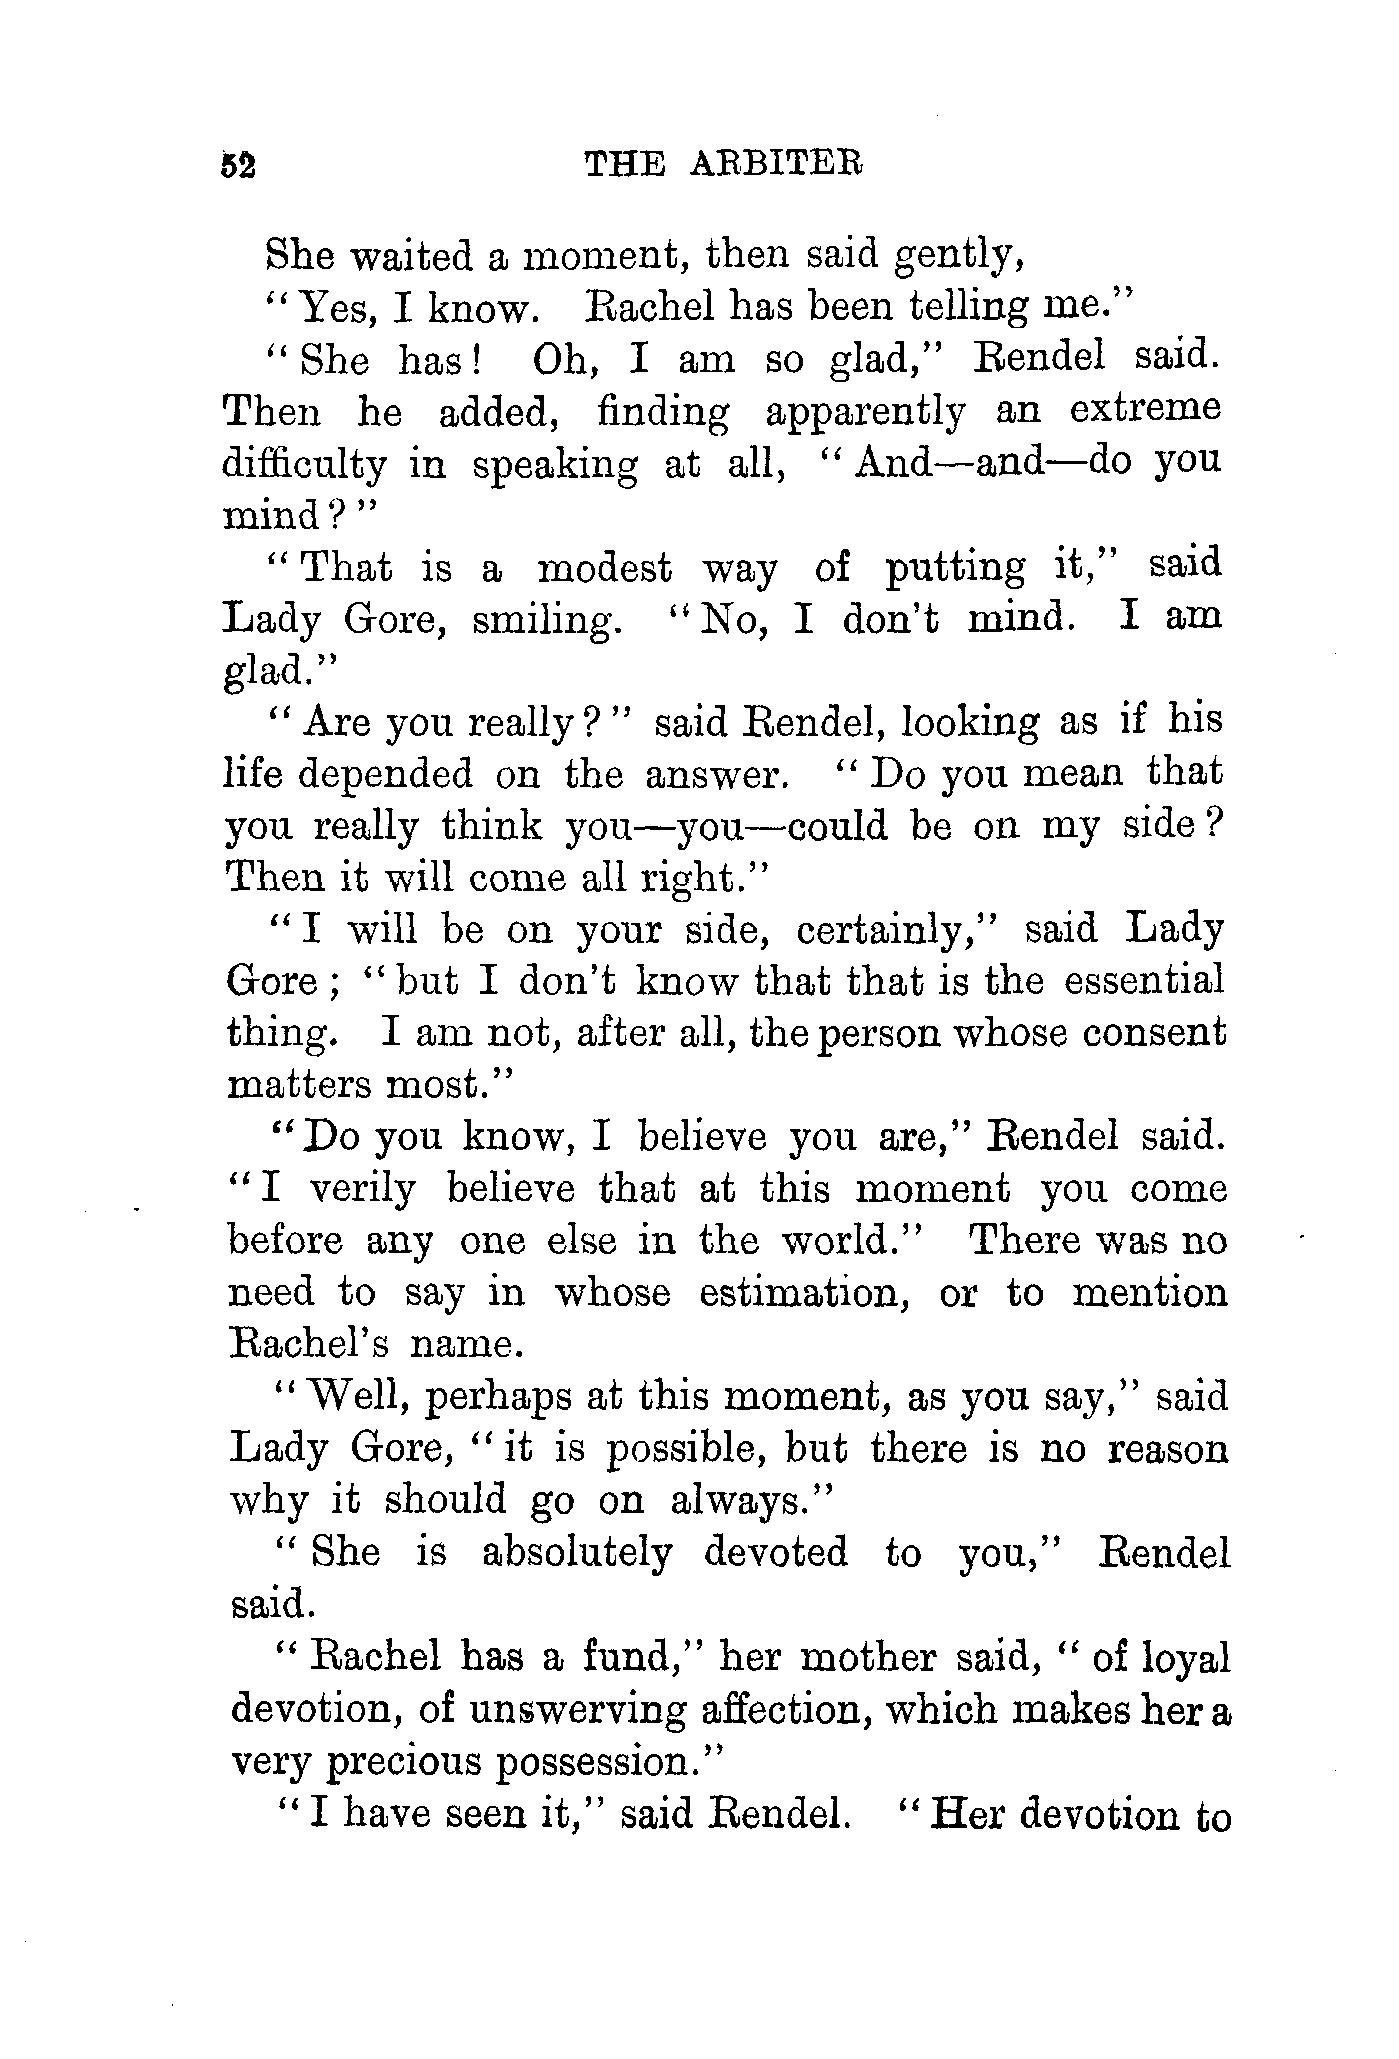 52 THE ARBITER
She waited a moment, then said gently,
“Yes, I know. Rachel has been telling me.”
“She has! Oh, I am so glad,” Rendel said.
Then he added, finding apparently an extreme
difficulty in speaking at all, “And—and—do you
mind?”
“That is a modest way of putting it,” said
Lady Gore, smiling. “No, I don't mind. I am
glad.”
“Are you really?” said Rendel, looking as if his
life depended on the answer. “Do you mean that
you really think you—you—could be on my side?
Then it will come all right.”
“I will be on your side, certainly,” said Lady
Gore; “but I don't know that that is the essential
thing. I am not, after all, the person whose consent
matters most.”
“Do you know, I believe you are,” Rendel said.
“I verily believe that at this moment you come
before any one else in the world.” There was no
need to say in whose estimation, or to mention
Rachel's name.
“Well, perhaps at this moment, as you say,” said
Lady Gore, “it is possible, but there is no reason
why it should go on always.”
“She is absolutely devoted to you,” Rendel
said.
“Rachel has a fund,” her mother said, “of loyal
devotion, of unswerving affection, which makes her a
very precious possession.”
“I have seen it,” said Rendel. “Her devotion to